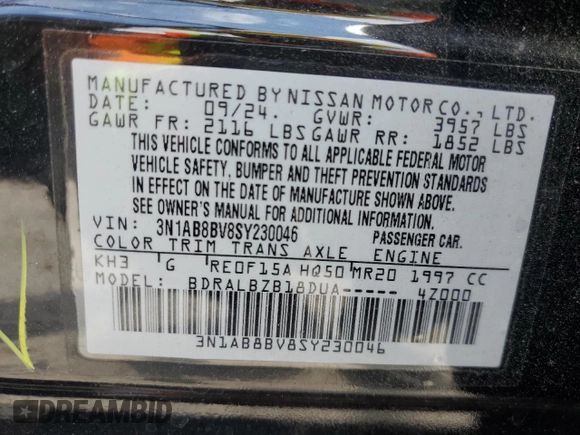 MANUFACTURED BY NISSAN MOTOR CO., LTD.
DATE: 09/24. GVWR: 3957 LBS
GAWR FR: 2116 LBS GAWR RR: 1852 LBS
THIS VEHICLE CONFORMS TO ALL APPLICABLE FEDERAL MOTOR
VEHICLE SAFETY, BUMPER AND THEFT PREVENTION STANDARDS
IN EFFECT ON THE DATE OF MANUFACTURE SHOWN ABOVE.
SEE OWNER'S MANUAL FOR ADDITIONAL INFORMATION.
VIN: 3N1AB8BV8SY230046 PASSENGER CAR.
COLOR TRIM TRANS AXLE ENGINE
KH3 G RE0F15A HQ50 MR20 1997 CC
MODEL: BDRALBZB18DUA----- 4Z000
3N1AB8BV8SY230046
DREAMBID